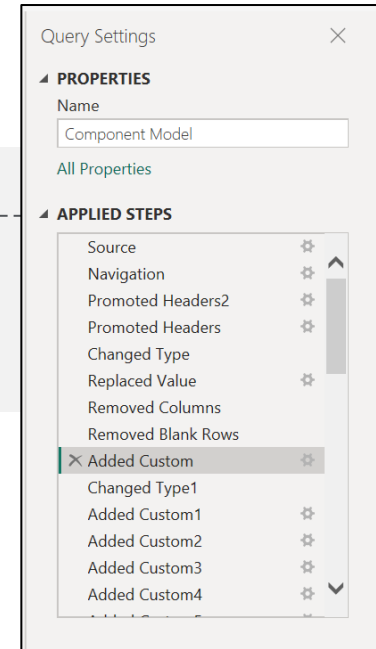 Query Settings
PROPERTIES
Name
Component Model
All Properties
APPLIED STEPS
Source
Navigation
Promoted Headers2
Promoted Headers
Changed Type
Replaced Value
Removed Columns
Removed Blank Rows
Added Custom
Changed Type1
Added Custom1
Added Custom2
Added Custom3
Added Custom4